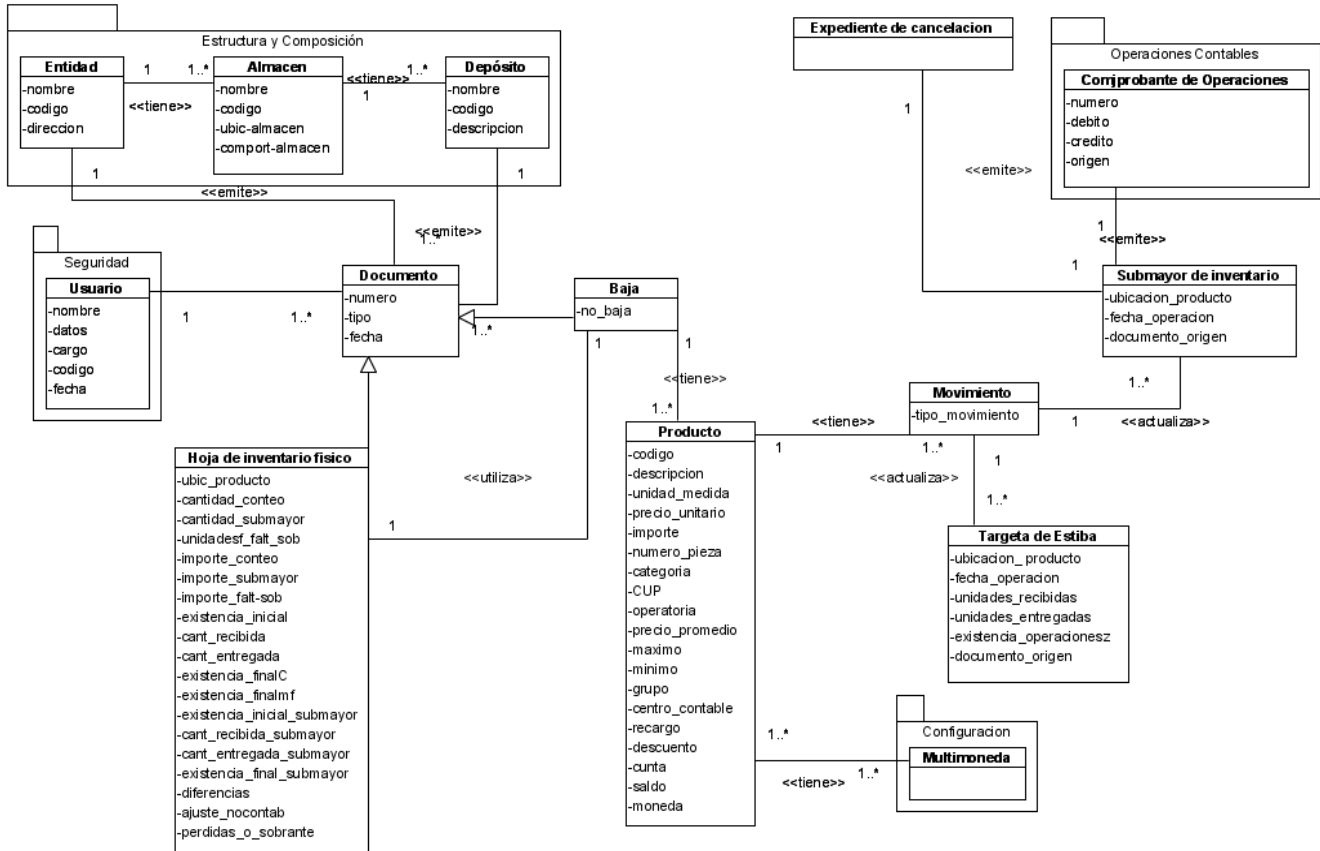 Estructura y Composición
Entidad
-nombre
-codigo
-direccion
1
1..*
<<tiene>>
Almacen
-nombre
-codigo
-ubic-almacen
-comport-almacen
<<tiene>>
1
1..*
Depósito
-nombre
-codigo
-descripcion
1
<<emite>>
1
<<emite>>
1..*
Expediente de cancelacion
1
<<emite>>
1
Operaciones Contables
Comjprobante de Operaciones
-numero
-debito
-credito
-origen
1
<<emite>>
Seguridad
Usuario
-nombre
-datos
-cargo
-codigo
-fecha
1
1..*
Documento
-numero
-tipo
-fecha
1..*
Baja
-no_baja
1
1
<<tiene>>
1..*
Submayor de inventario
-ubicacion_producto
-fecha_operacion
-documento_origen
1..*
<<actualiza>>
1
Movimiento
-tipo_movimiento
<<tiene>>
1
1..*
<<actualiza>>
1
1..*
Hoja de inventario fisico
-ubic_producto
-cantidad_conteo
-cantidad_submayor
-unidadesf_falt_sob
-importe_conteo
-importe_submayor
-importe_falt-sob
-existencia_inicial
-cant_recibida
-cant_entregada
-existencia_finalC
-existencia_finalmf
-existencia_inicial_submayor
-cant_recibida_submayor
-cant_entregada_submayor
-existencia_final_submayor
-diferencias
-ajuste_nocontab
-perdidas_o_sobrante
<<utiliza>>
1
Producto
-codigo
-descripcion
-unidad_medida
-precio_unitario
-importe
-numero_pieza
-categoria
-CUP
-operatoria
-precio_promedio
-maximo
-minimo
-grupo
-centro_contable
-recargo
-descuento
-cunta
-saldo
-moneda
Targeta de Estiba
-ubicacion_ producto
-fecha_operacion
-unidades_recibidas
-unidades_entregadas
-existencia_operacionesz
-documento_origen
1..*
<<tiene>>
1..*
Configuracion
Multimoneda